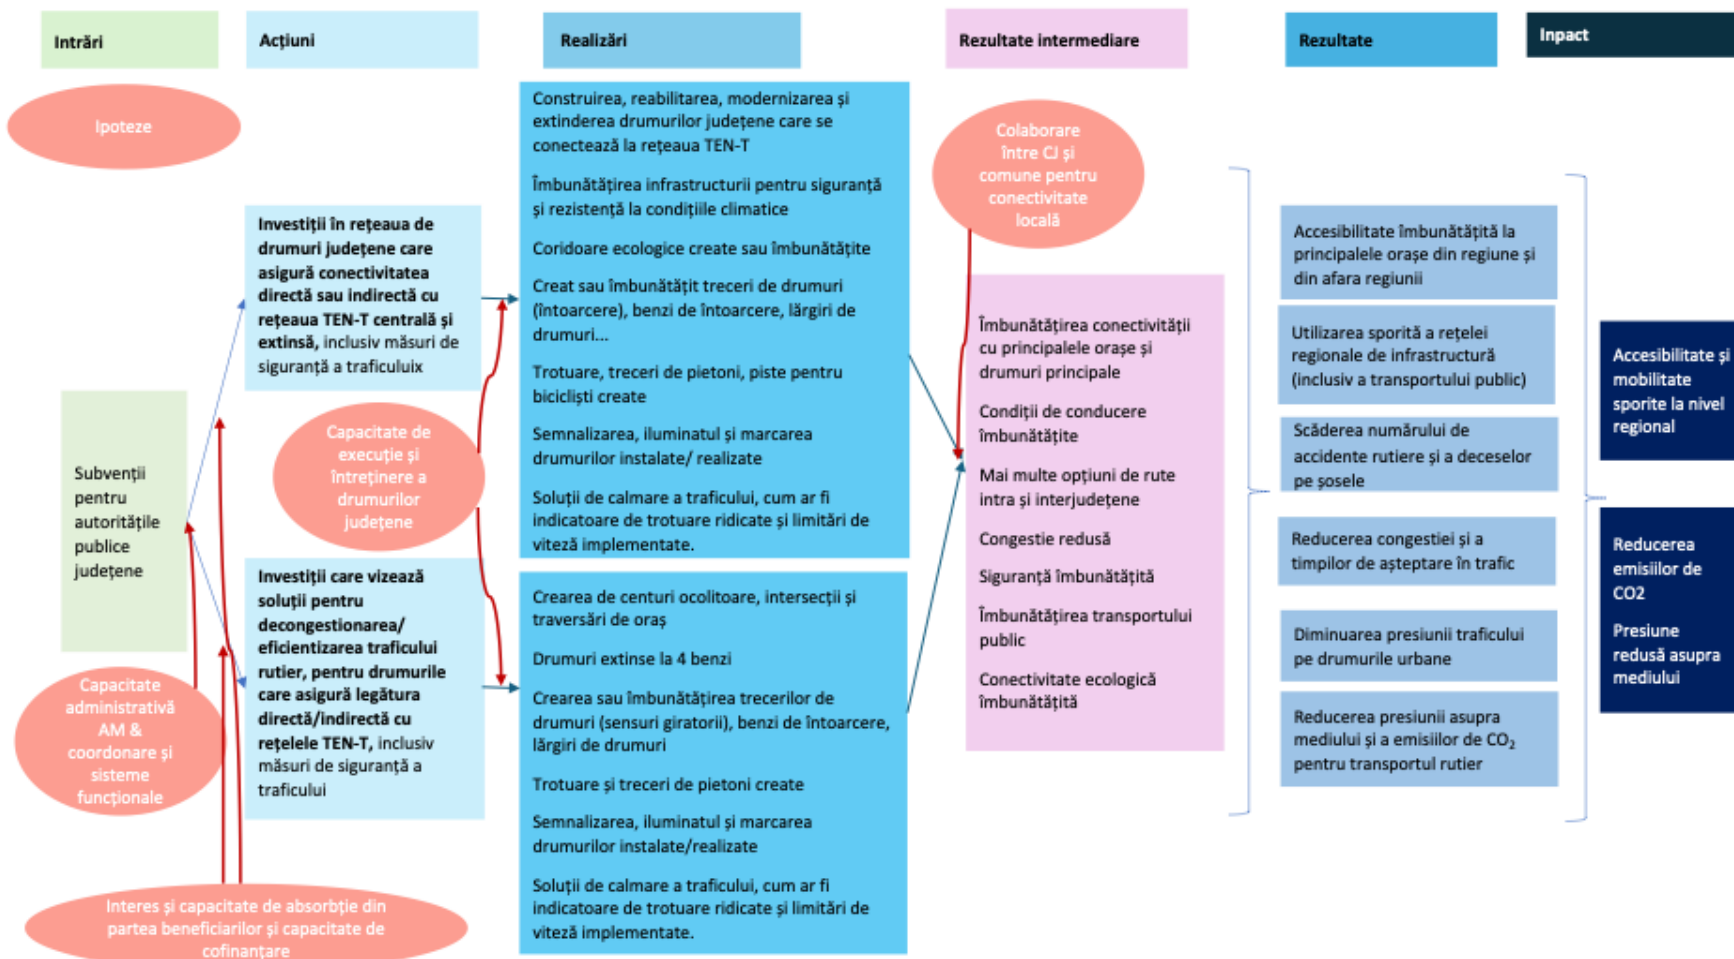 Intrări
Acțiuni
Realizări
Rezultate intermediare
Rezultate
Inpact
Ipoteze
Subvenții
pentru
autoritățile
publice
județene
Capacitate
administrativă
AM &
coordonare și
sisteme
funcționale
Interes și capacitate de absorbție din
partea beneficiarilor și capacitate de
cofinanțare
Investiții în rețeaua de
drumuri județene care
asigură conectivitatea
directă sau indirectă cu
rețeaua TEN-T centrală și
extinsă, inclusiv măsuri de
siguranță a traficuluix
Capacitate de
execuție și
întreținere a
drumurilor
județene
Investiții care vizează
soluții pentru
decongestionarea/
eficientizarea traficului
rutier, pentru drumurile
care asigură legătura
directă/indirectă cu
rețelele TEN-T, inclusiv
măsuri de siguranță a
traficului
Construirea, reabilitarea, modernizarea și
extinderea drumurilor județene care se
conectează la rețeaua TEN-T
Îmbunătățirea infrastructurii pentru siguranță
și rezistență la condițiile climatice
Coridoare ecologice create sau îmbunătățite
Creat sau îmbunătățit treceri de drumuri
(întoarcere), benzi de întoarcere, lărgiri de
drumuri...
Trotuare, treceri de pietoni, piste pentru
bicicliști create
Semnalizarea, iluminatul și marcarea
drumurilor instalate/ realizate
Soluții de calmare a traficului, cum ar fi
indicatoare de trotuare ridicate și limitări de
viteză implementate.
Crearea de centuri ocolitoare, intersecții și
traversări de oraș
Drumuri extinse la 4 benzi
Crearea sau îmbunătățirea trecerilor de
drumuri (sensuri giratorii), benzi de întoarcere,
lărgiri de drumuri
Trotuare și treceri de pietoni create
Semnalizarea, iluminatul și marcarea
drumurilor instalate/realizate
Soluții de calmare a traficului, cum ar fi
indicatoare de trotuare ridicate și limitări de
viteză implementate.
Colaborare
între CJ și
comune pentru
conectivitate
locală
Îmbunătățirea conectivității
cu principalele orașe și
drumuri principale
Condiții de conducere
îmbunătățite
Mai multe opțiuni de rute
intra și interjudețene
Congestie redusă
Siguranță îmbunătățită
Îmbunătățirea transportului
public
Conectivitate ecologică
îmbunătățită
Accesibilitate îmbunătățită la
principalele orașe din regiune și
din afara regiunii
Utilizarea sporită a rețelei
regionale de infrastructură
(inclusiv a transportului public)
Scăderea numărului de
accidente rutiere și a deceselor
pe șosele
Reducerea congestiei și a
timpilor de așteptare în trafic
Diminuarea presiunii traficului
pe drumurile urbane
Reducerea presiunii asupra
mediului și a emisiilor de CO₂
pentru transportul rutier
Accesibilitate și
mobilitate
sporite la nivel
regional
Reducerea
emisiilor de
CO2
Presiune
redusă asupra
mediului